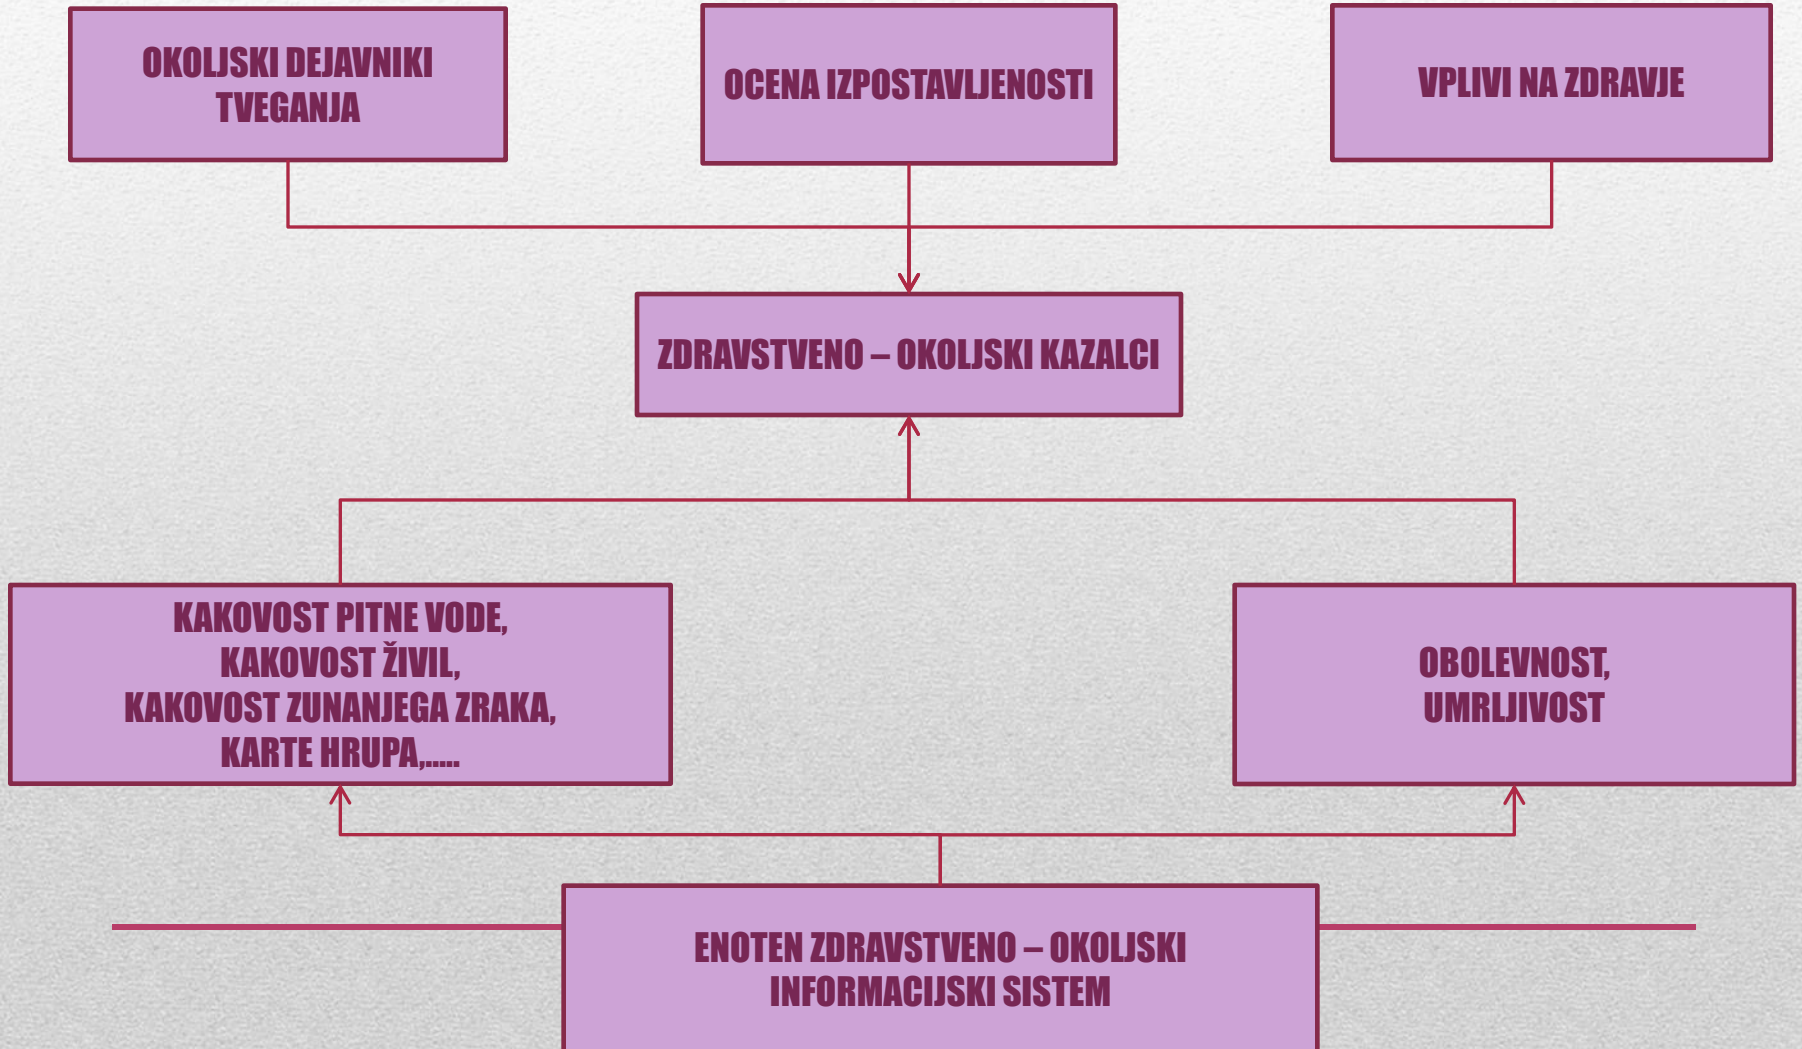 OKOLJSKI DEJAVNIKI
TVEGANJA
OCENA IZPOSTAVLJENOSTI
VPLIVI NA ZDRAVJE
ZDRAVSTVENO – OKOLJSKI KAZALCI
KAKOVOST PITNE VODE,
KAKOVOST ŽIVIL,
KAKOVOST ZUNANJEGA ZRAKA,
KARTE HRUPA,.....
OBOLEVNOST,
UMRLJIVOST
ENOTEN ZDRAVSTVENO – OKOLJSKI
INFORMACIJSKI SISTEM